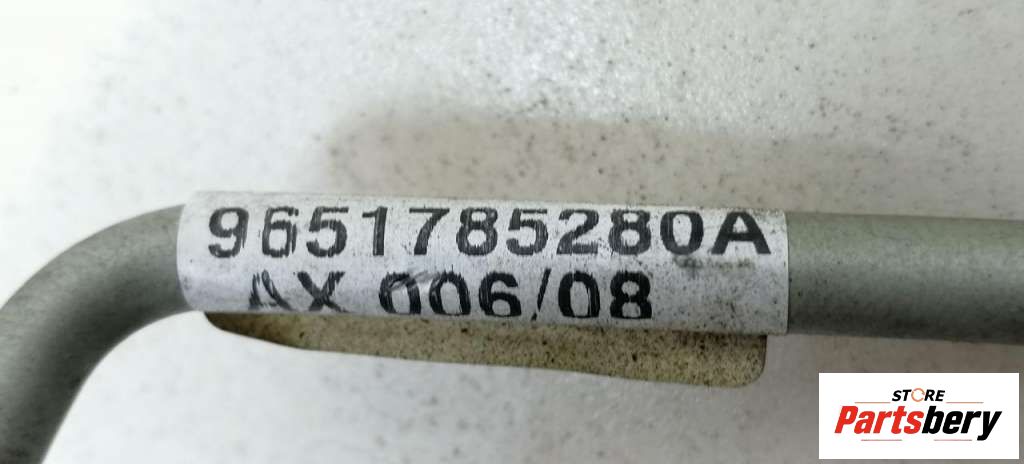 9651785280A
AX 006/08
STORE
Partsbery